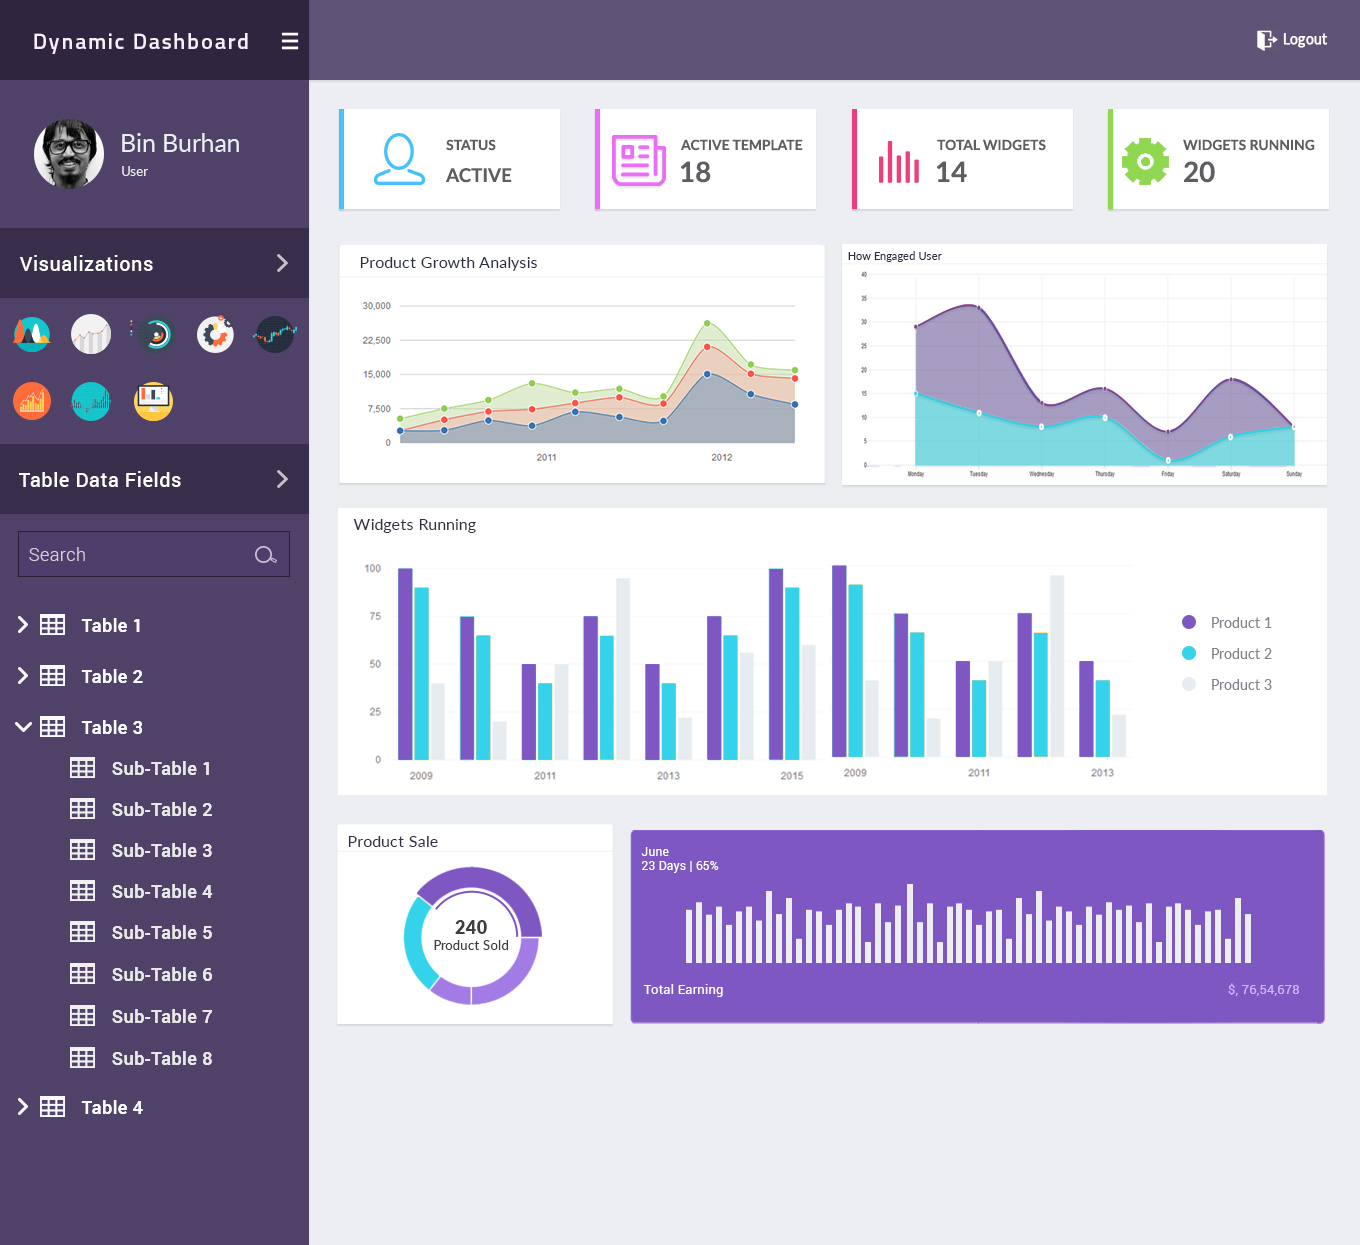 Dynamic Dashboard
Logout
Bin Burhan
User
STATUS
ACTIVE
ACTIVE TEMPLATE
18
TOTAL WIDGETS
14
WIDGETS RUNNING
20
Visualizations
Table Data Fields
Search
Table 1
Table 2
Table 3
Sub-Table 1
Sub-Table 2
Sub-Table 3
Sub-Table 4
Sub-Table 5
Sub-Table 6
Sub-Table 7
Sub-Table 8
Table 4
Product Growth Analysis
30,000
22,500
15,000
7,500
0
2011 2012
How Engaged User
40
35
30
25
20
15
10
5
0
Monday Tuesday Wednesday Thursday Friday Saturday Sunday
Widgets Running
100
75
50
25
0
2009 2011 2013 2015 2009 2011 2013
Product 1
Product 2
Product 3
Product Sale
240
Product Sold
June
23 Days | 65%
Total Earning $, 76,54,678